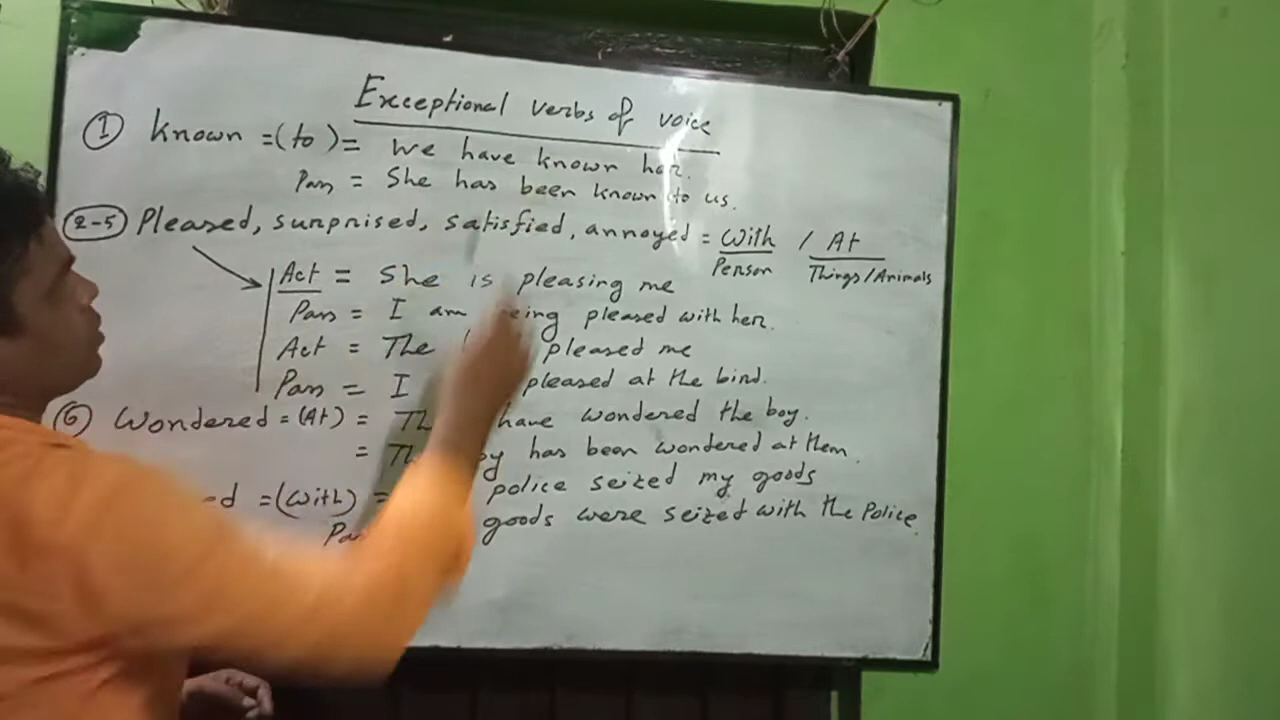 Exceptional verbs of voice
① Known =(to)= We have known her.
Pass = She has been known to us.
(2-5) Pleased, surprised, satisfied, annoyed = With / At
Person Things/Animals
Act = She is pleasing me
Pass = I am being pleased with her.
Act = The pleased me
Pass = I pleased at the bird.
⑥ Wondered = (At) = have wondered the boy.
= has been wondered at them.
=(with) = police seized my goods
goods were seized with the Police.